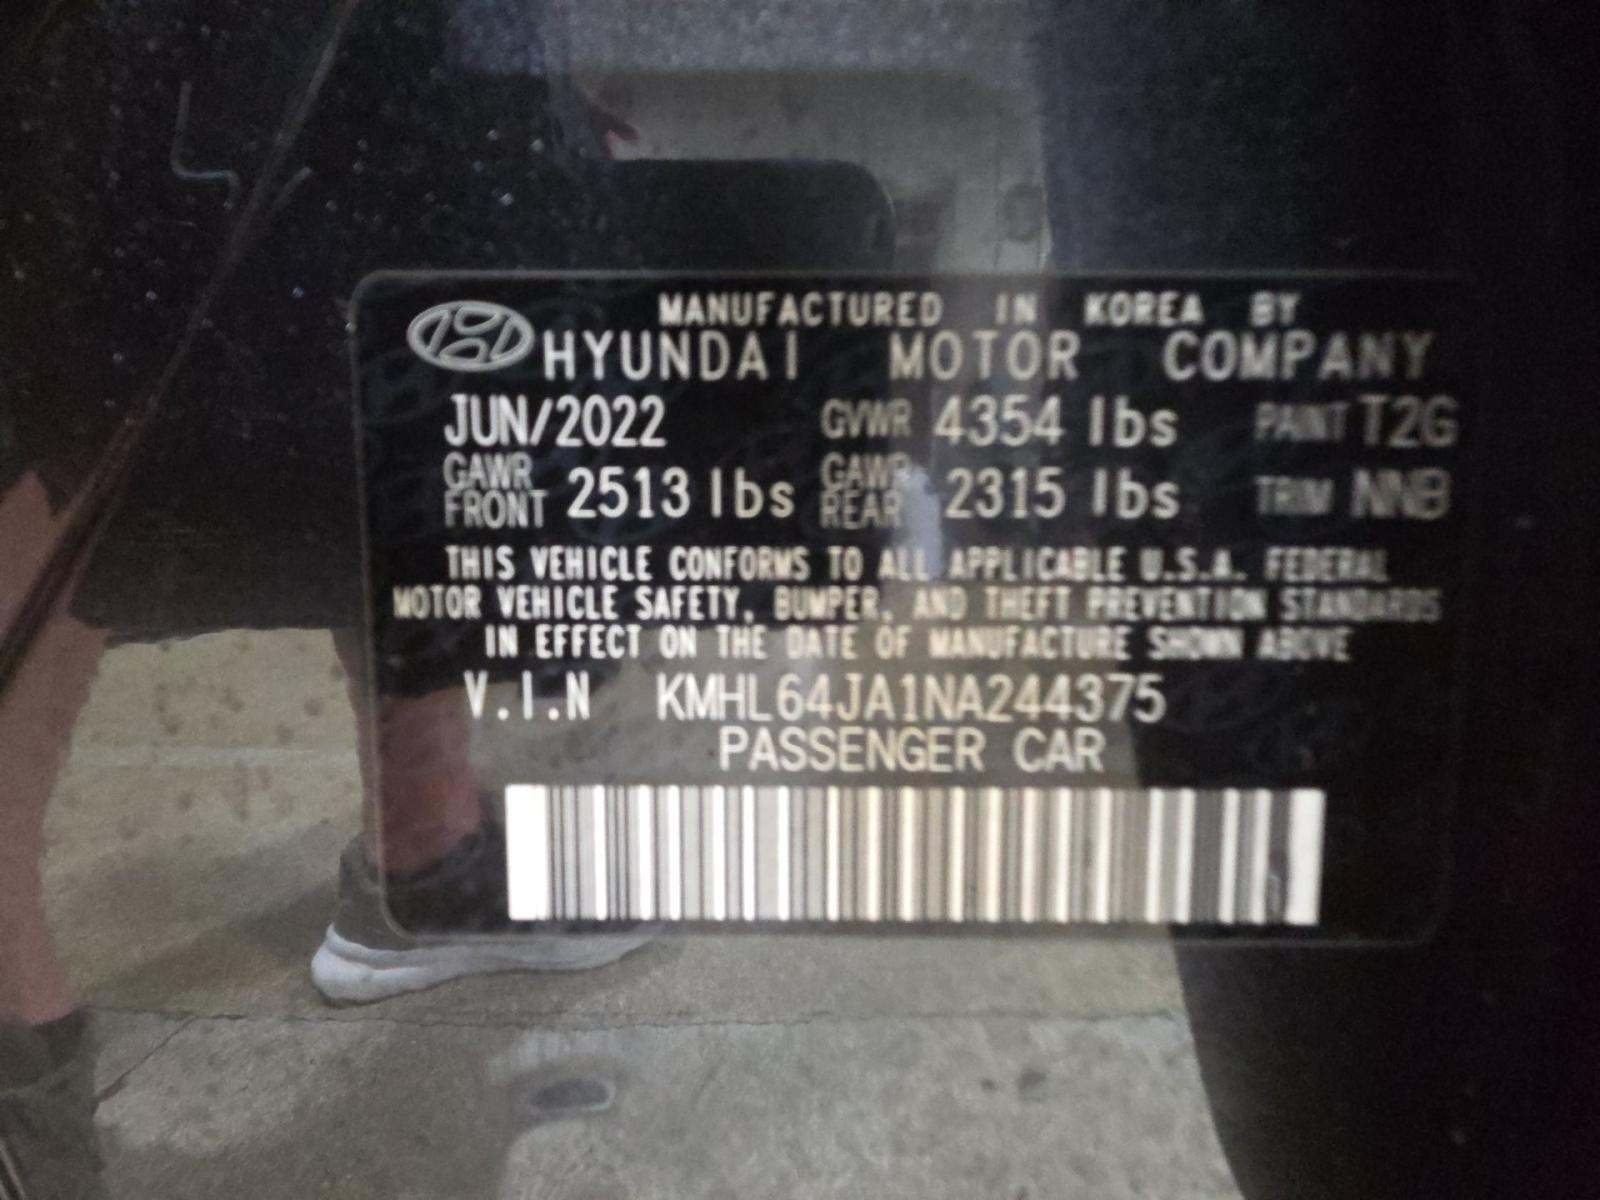 MANUFACTURED IN KOREA BY
HYUNDAI MOTOR COMPANY
JUN/2022 GVWR 4354 lbs PAINT T2G
GAWR FRONT 2513 lbs GAWR REAR 2315 lbs TRIM NNB
THIS VEHICLE CONFORMS TO ALL APPLICABLE U.S.A. FEDERAL
MOTOR VEHICLE SAFETY, BUMPER, AND THEFT PREVENTION STANDARDS
IN EFFECT ON THE DATE OF MANUFACTURE SHOWN ABOVE
V.I.N KMHL64JA1NA244375
PASSENGER CAR